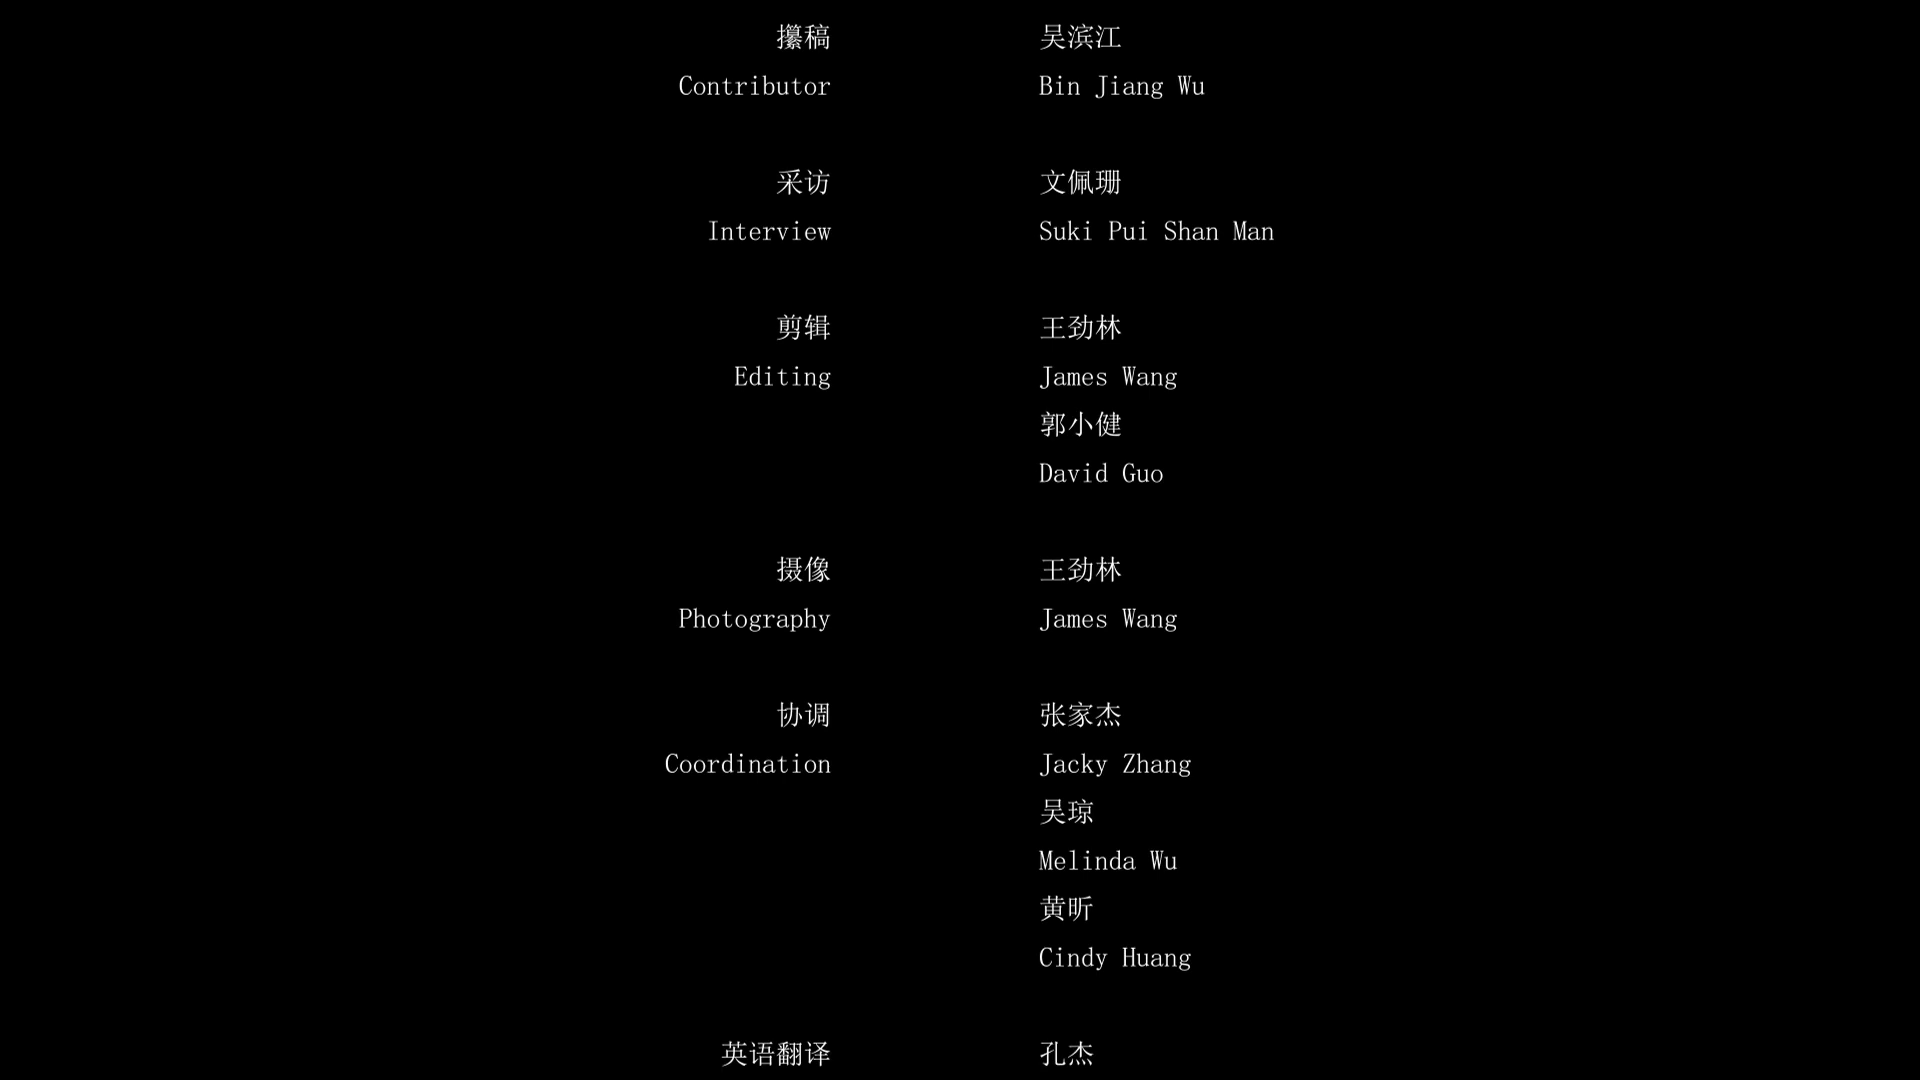 攥稿 吴滨江
Contributor Bin Jiang Wu
采访 文佩珊
Interview Suki Pui Shan Man
剪辑 王劲林
Editing James Wang
郭小健
David Guo
摄像 王劲林
Photography James Wang
协调 张家杰
Coordination Jacky Zhang
吴琼
Melinda Wu
黄昕
Cindy Huang
英语翻译 孔杰